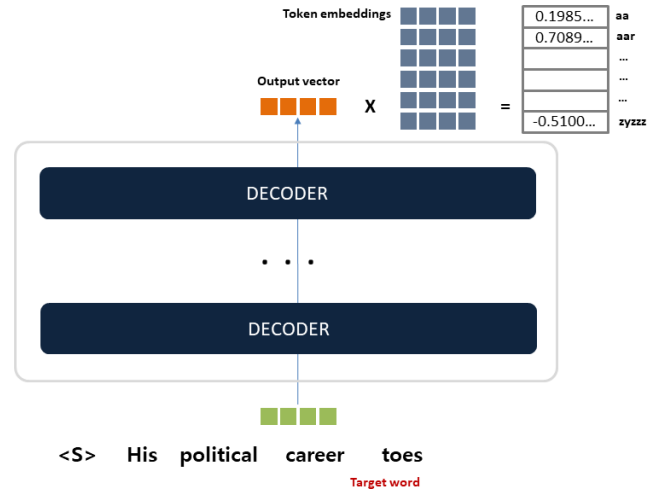 Token embeddings
0.1985... aa
0.7089... aar
...
...
...
-0.5100... zyzzz
Output vector
X
=
DECODER
. . .
DECODER
<S> His political career toes
Target word